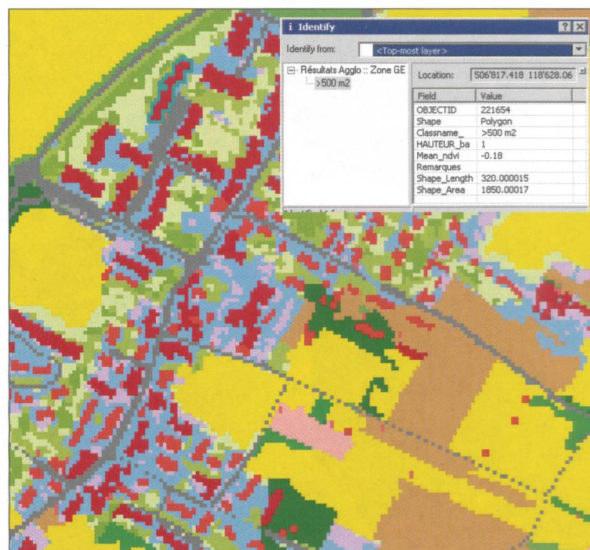 i Identify
Identify from: <Top-most layer>
Résultats Agglo :: Zone GE
>500 m2
Location: 506'817.418 118'628.06
Field Value
OBJECTID 221654
Shape Polygon
Classname_ >500 m2
HAUTEUR_ba 1
Mean_ndvi -0.18
Remarques
Shape_Length 320.000015
Shape_Area 1850.00017